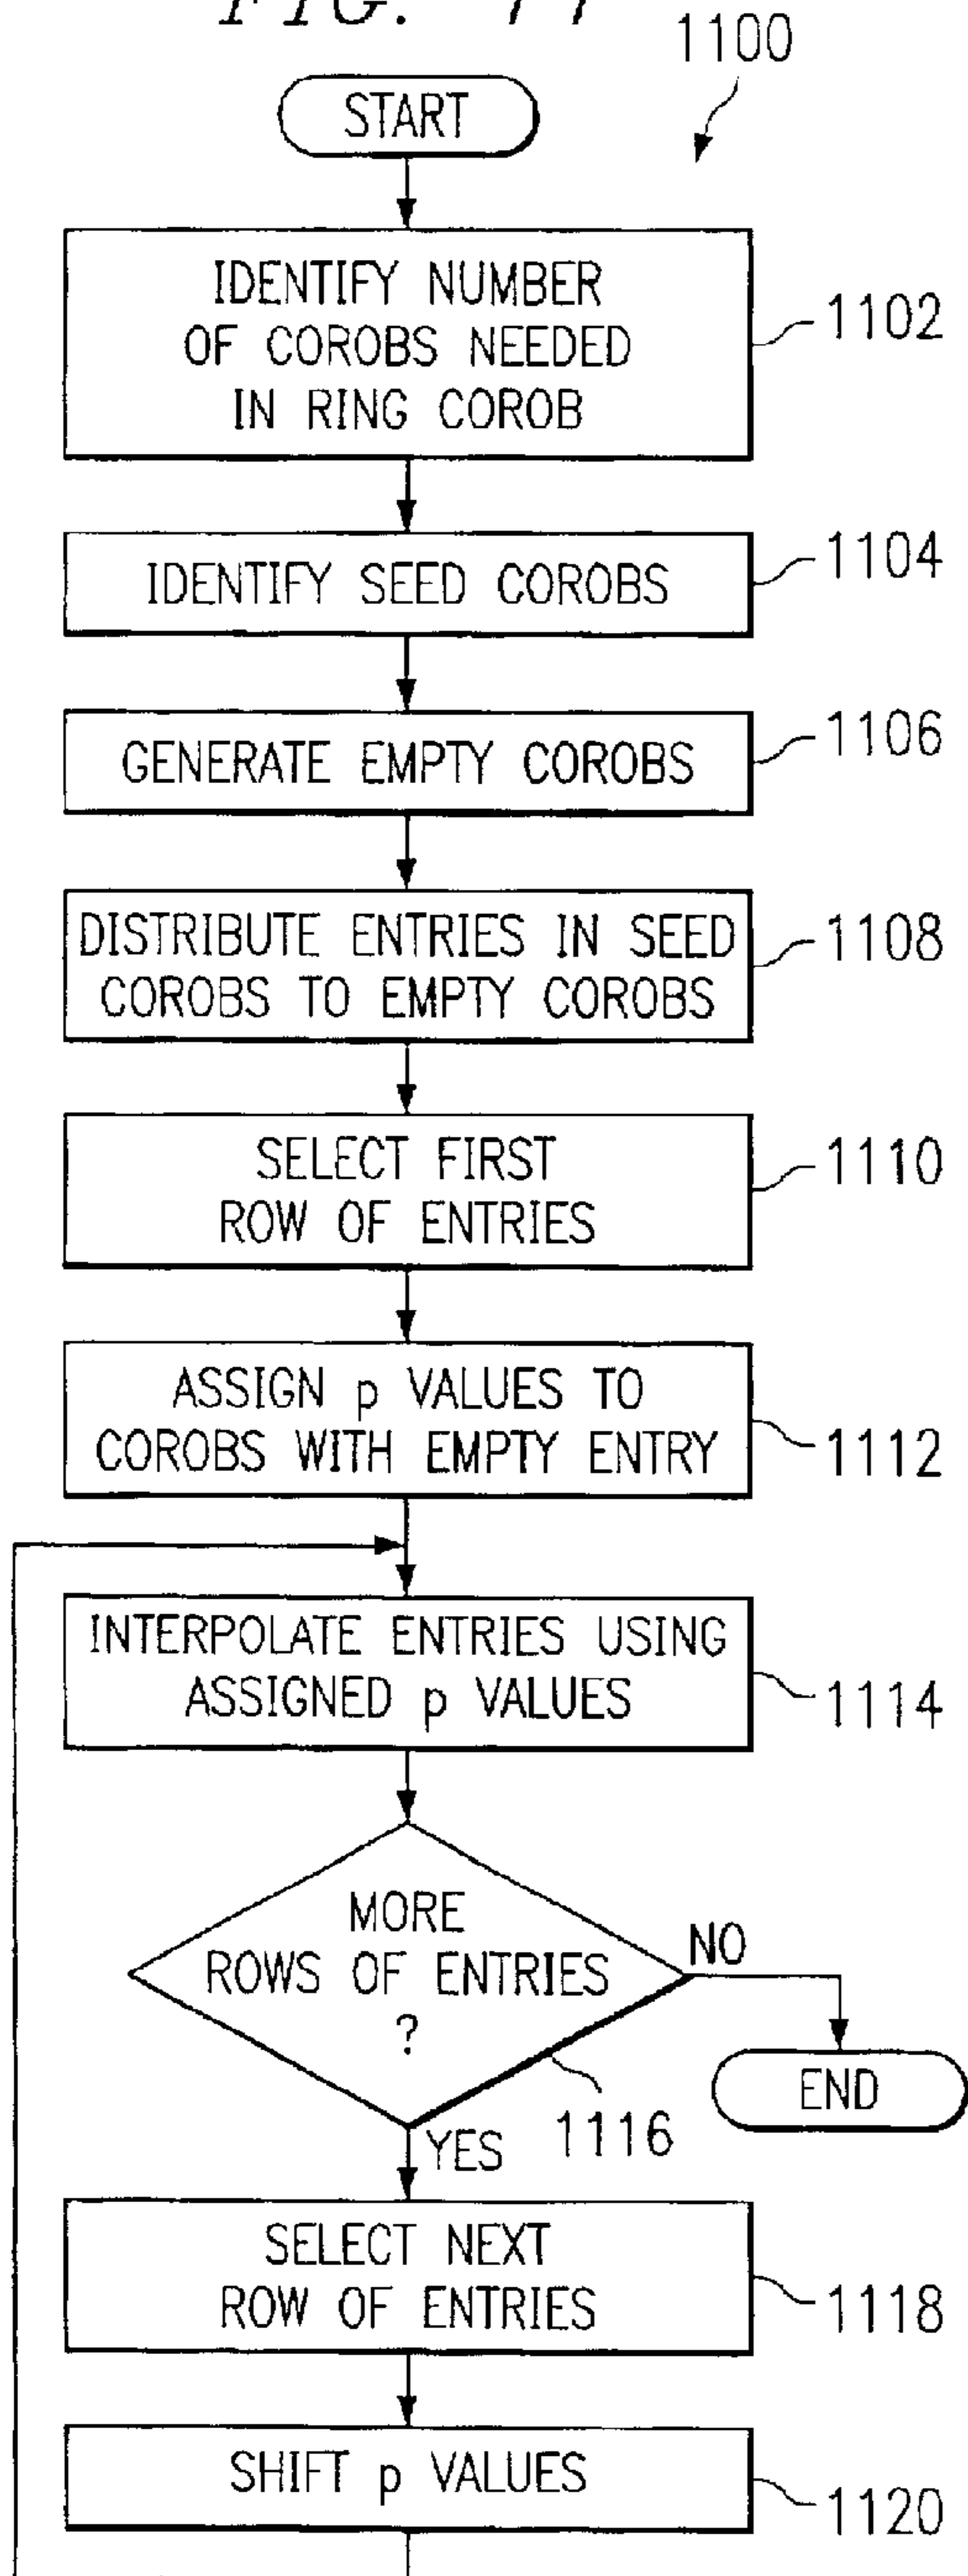 FIG. 11
1100
START
IDENTIFY NUMBER
OF COROBS NEEDED
IN RING COROB
1102
IDENTIFY SEED COROBS
1104
GENERATE EMPTY COROBS
1106
DISTRIBUTE ENTRIES IN SEED
COROBS TO EMPTY COROBS
1108
SELECT FIRST
ROW OF ENTRIES
1110
ASSIGN p VALUES TO
COROBS WITH EMPTY ENTRY
1112
INTERPOLATE ENTRIES USING
ASSIGNED p VALUES
1114
MORE
ROWS OF ENTRIES
?
NO
END
1116
YES
SELECT NEXT
ROW OF ENTRIES
1118
SHIFT p VALUES
1120